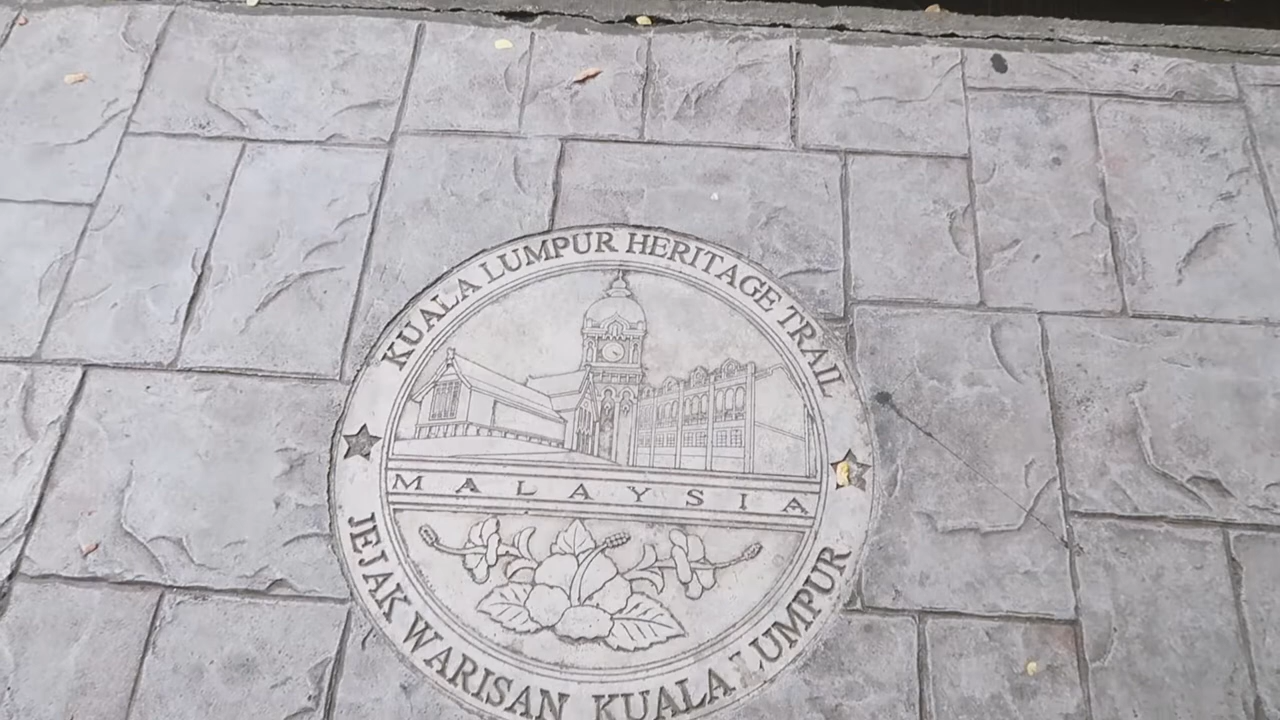 KUALA LUMPUR HERITAGE TRAIL
MALAYSIA
JEJAK WARISAN KUALA LUMPUR